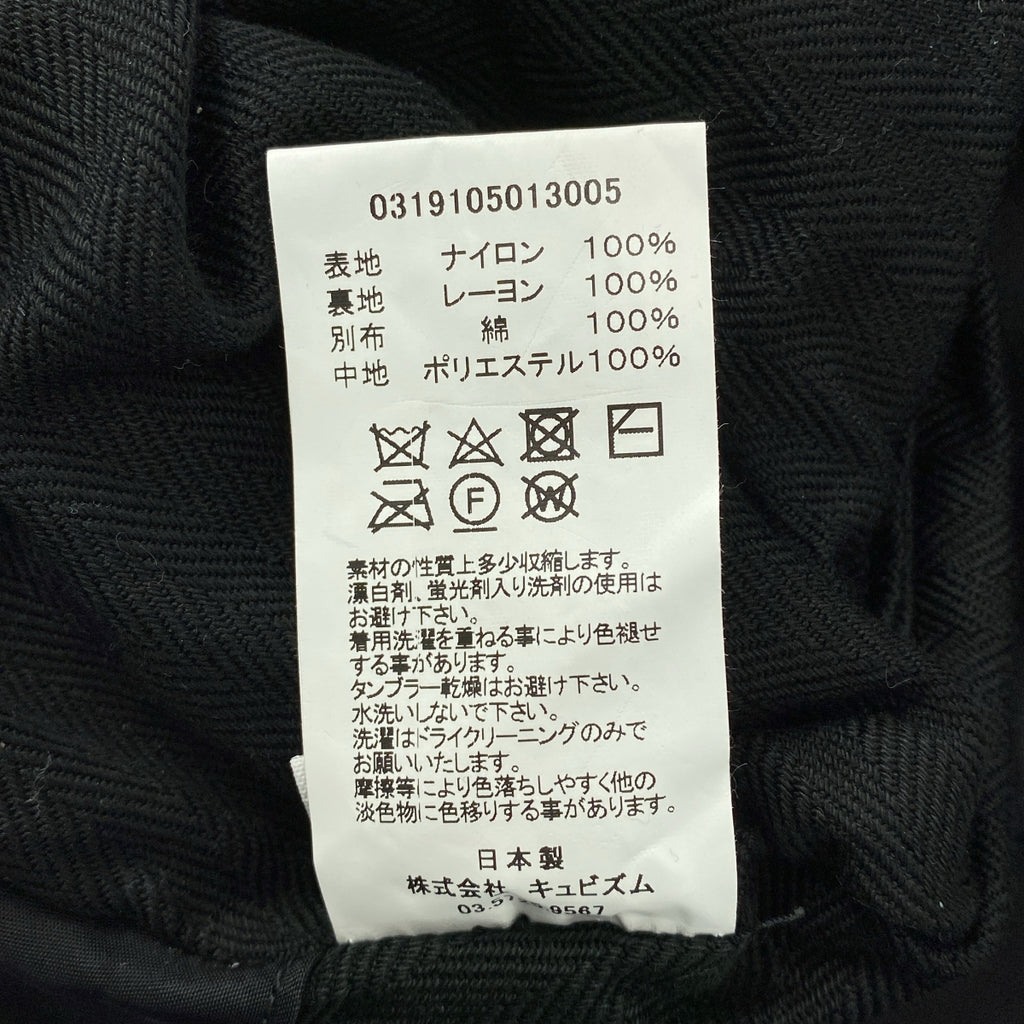 0319105013005
表地 ナイロン 100%
裏地 レーヨン 100%
別布 綿 100%
中地 ポリエステル100%
F W
素材の性質上多少収縮します。
漂白剤、蛍光剤入り洗剤の使用は
お避け下さい。
着用洗濯を重ねる事により色褪せ
する事があります。
タンブラー乾燥はお避け下さい。
水洗いしないで下さい。
洗濯はドライクリーニングのみで
お願いいたします。
摩擦等により色落ちしやすく他の
淡色物に色移りする事があります。
日本製
株式会社 キュビズム